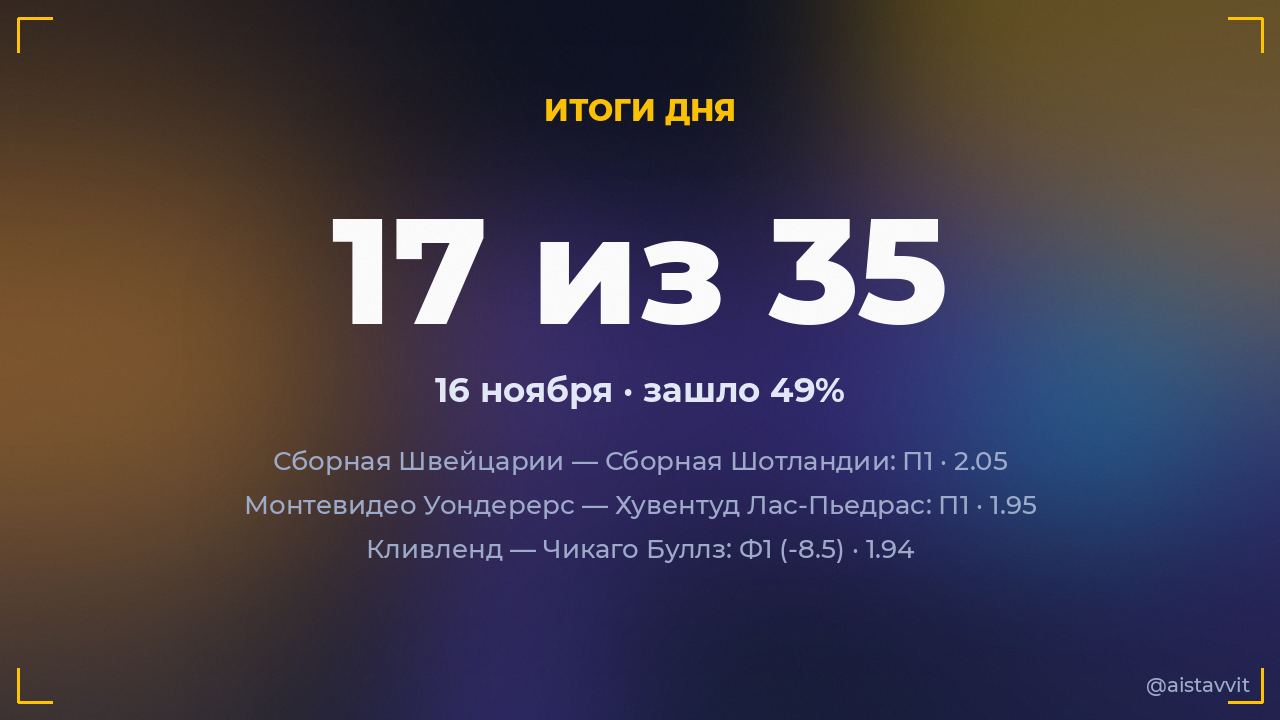 ИТОГИ ДНЯ
17 из 35
16 ноября · зашло 49%
Сборная Швейцарии — Сборная Шотландии: П1 · 2.05
Монтевидео Уондерерс — Хувентуд Лас-Пьедрас: П1 · 1.95
Кливленд — Чикаго Буллз: Ф1 (-8.5) · 1.94
@aistavvit